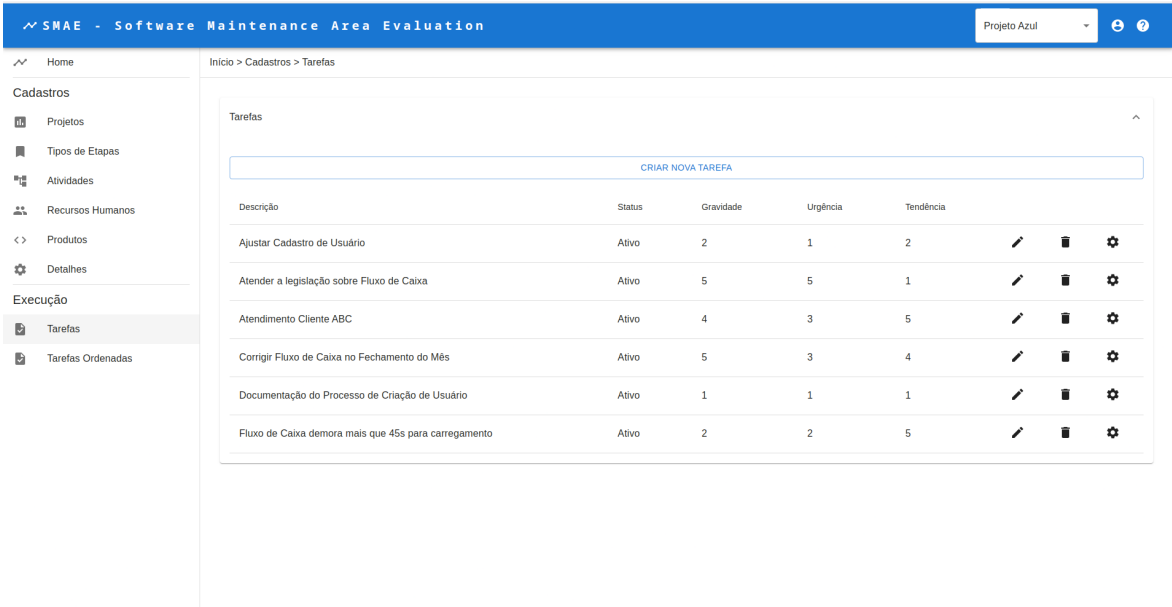 SMAE - Software Maintenance Area Evaluation
Projeto Azul
Home
Início > Cadastros > Tarefas
Cadastros
Projetos
Tipos de Etapas
Atividades
Recursos Humanos
Produtos
Detalhes
Execução
Tarefas
Tarefas Ordenadas
Tarefas
CRIAR NOVA TAREFA
Descrição Status Gravidade Urgência Tendência
Ajustar Cadastro de Usuário Ativo 2 1 2
Atender a legislação sobre Fluxo de Caixa Ativo 5 5 1
Atendimento Cliente ABC Ativo 4 3 5
Corrigir Fluxo de Caixa no Fechamento do Mês Ativo 5 3 4
Documentação do Processo de Criação de Usuário Ativo 1 1 1
Fluxo de Caixa demora mais que 45s para carregamento Ativo 2 2 5